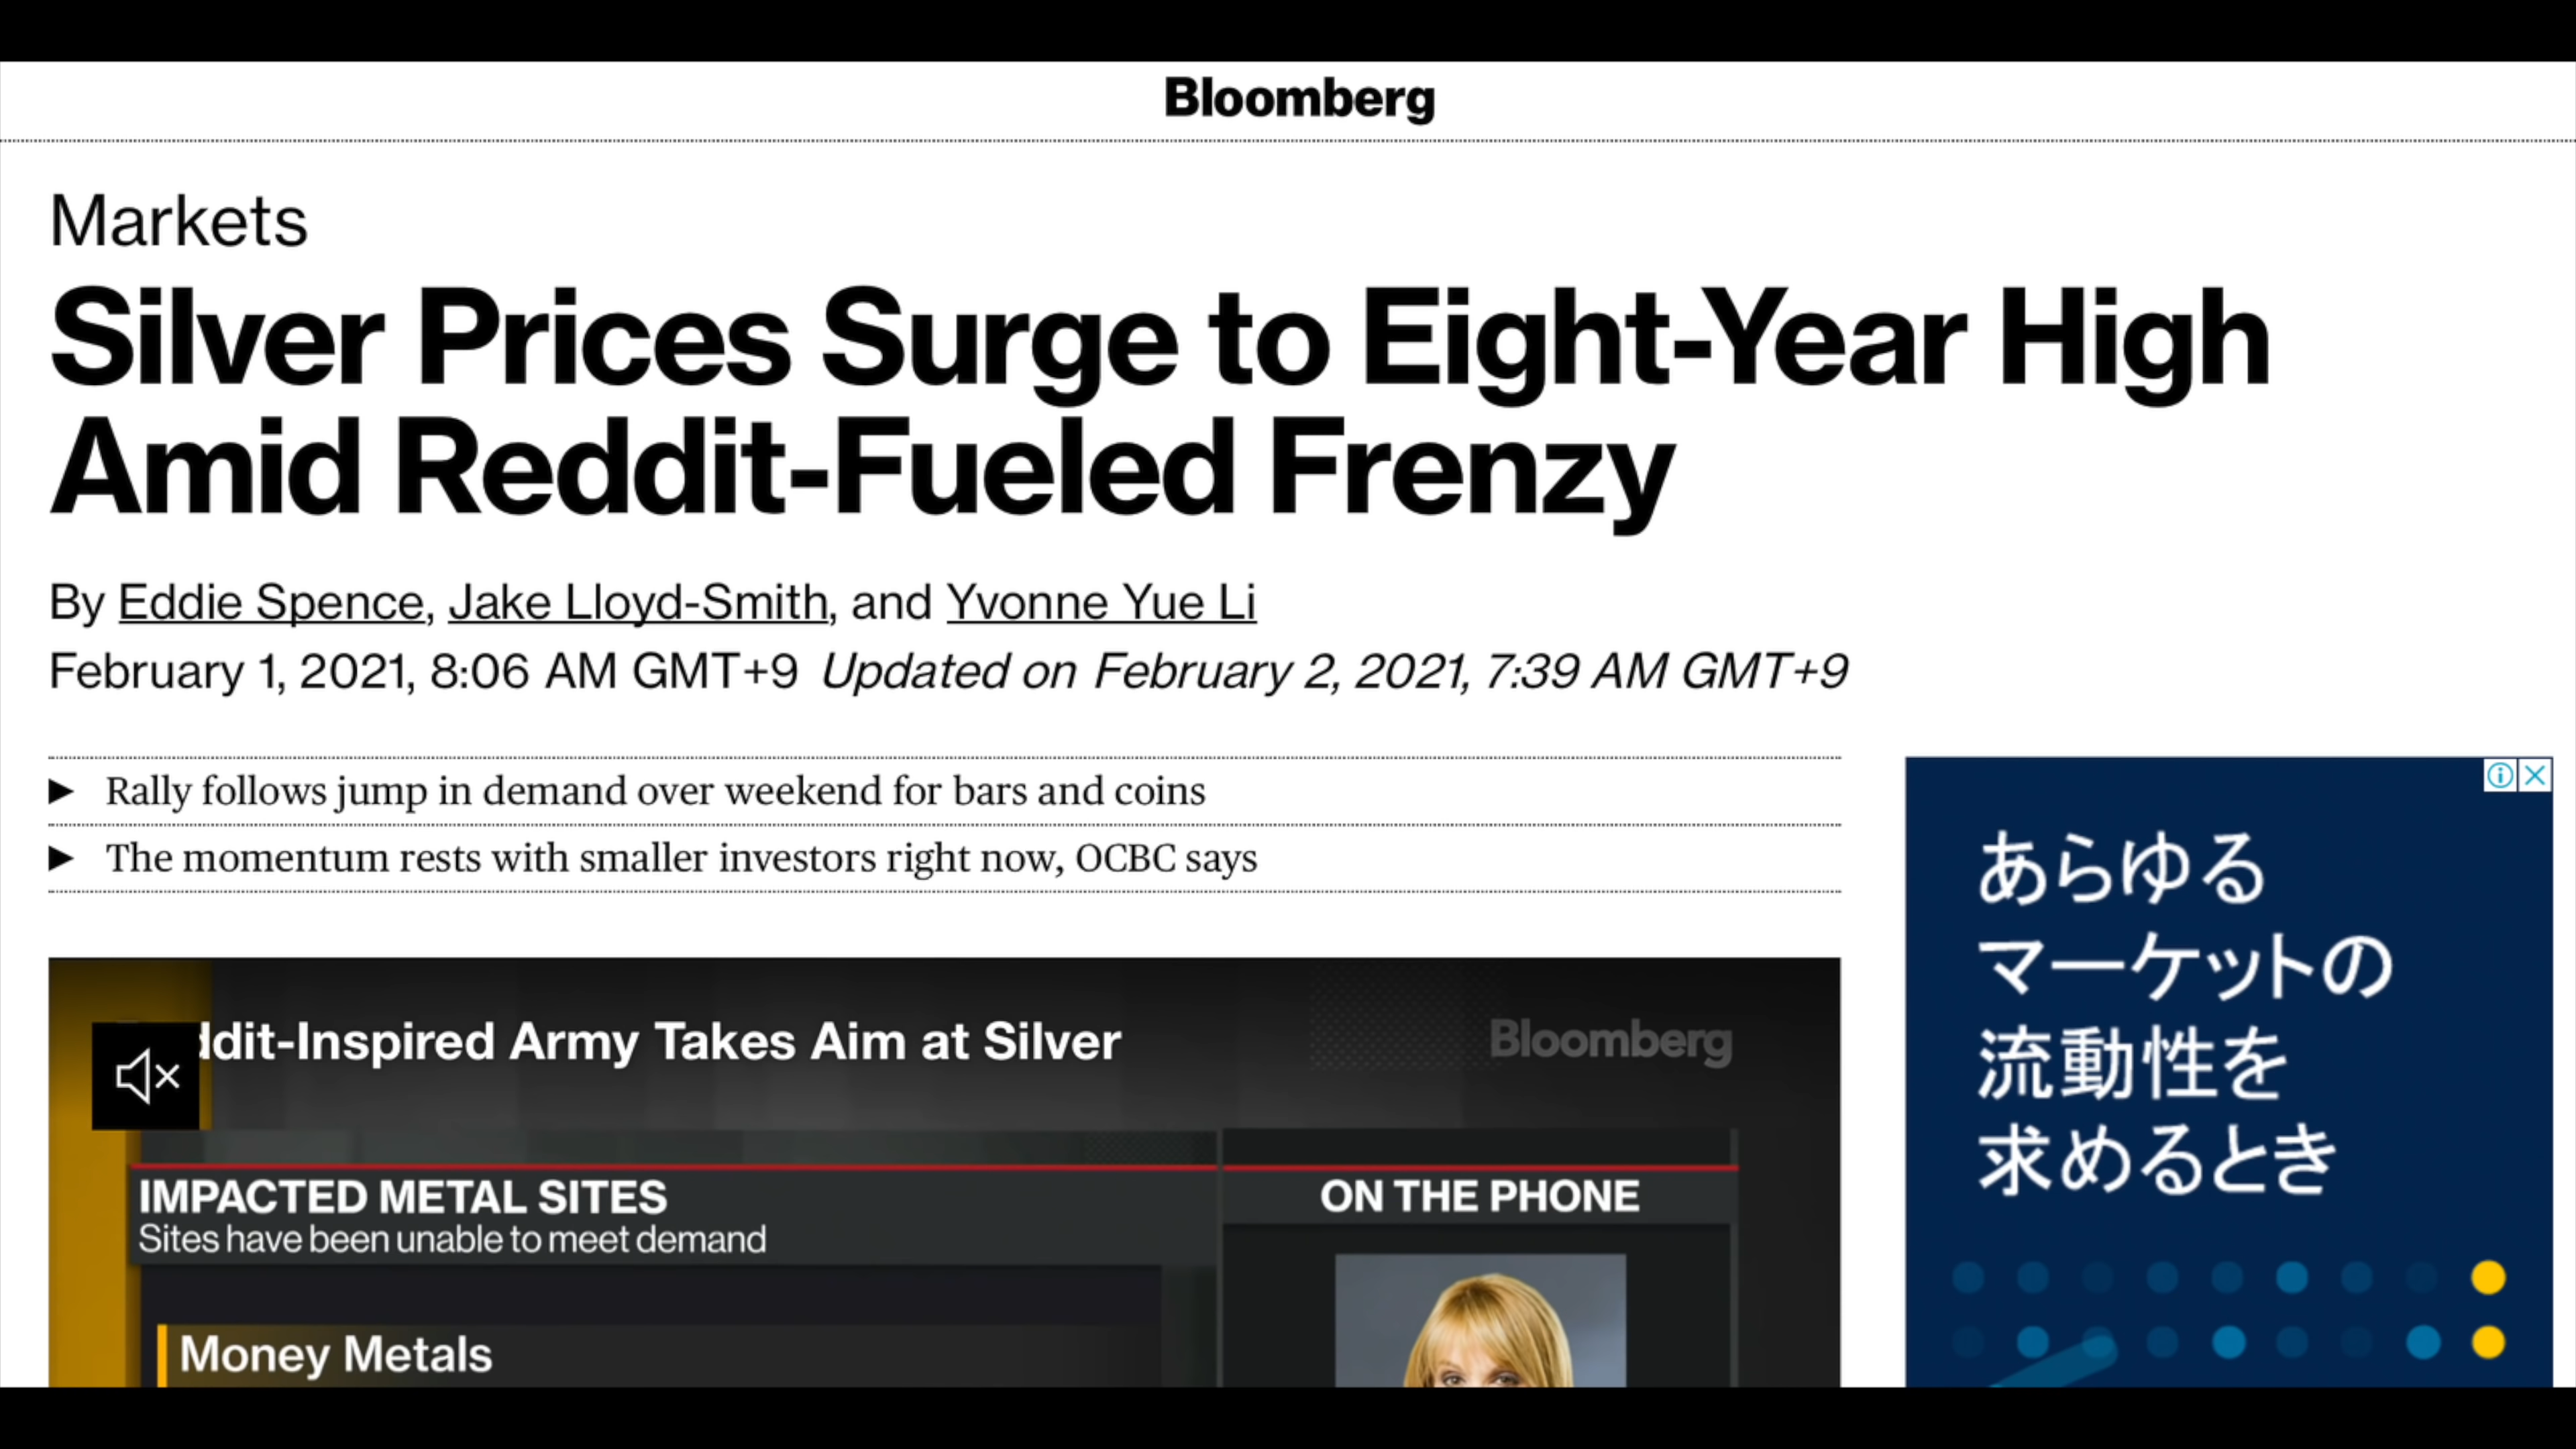 Bloomberg
Markets
Silver Prices Surge to Eight-Year High
Amid Reddit-Fueled Frenzy
By Eddie Spence, Jake Lloyd-Smith, and Yvonne Yue Li
February 1, 2021, 8:06 AM GMT+9 Updated on February 2, 2021, 7:39 AM GMT+9
Rally follows jump in demand over weekend for bars and coins
The momentum rests with smaller investors right now, OCBC says
ddit-Inspired Army Takes Aim at Silver
Bloomberg
IMPACTED METAL SITES
Sites have been unable to meet demand
Money Metals
ON THE PHONE
あらゆる
マーケットの
流動性を
求めるとき